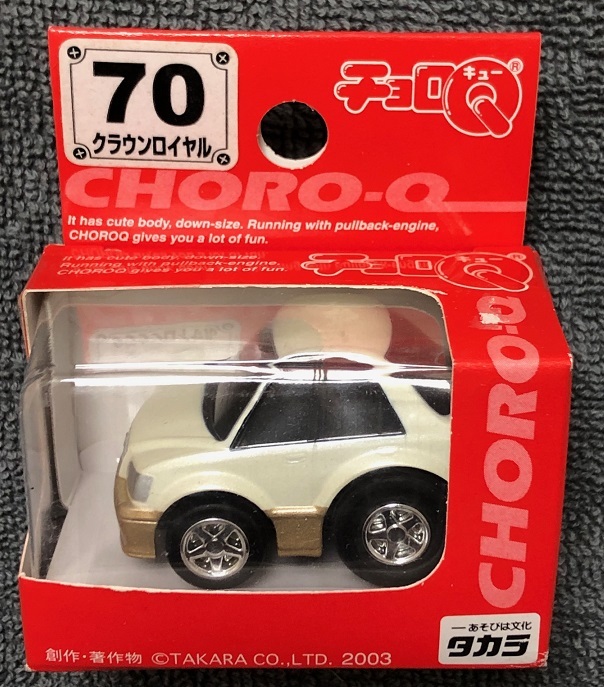 70
クラウンロイヤル
チョロQ
キュー
®
CHORO-Q
It has cute body, down-size. Running with pullback-engine,
CHOROQ gives you a lot of fun.
It has cute body, down-size.
Running with pullback-engine,
CHOROQ gives you a lot of fun.
チョロQ
キュー
CHORO-Q
CHORO-Q
あそびは文化
タカラ
創作・著作物 ©TAKARA CO.,LTD. 2003